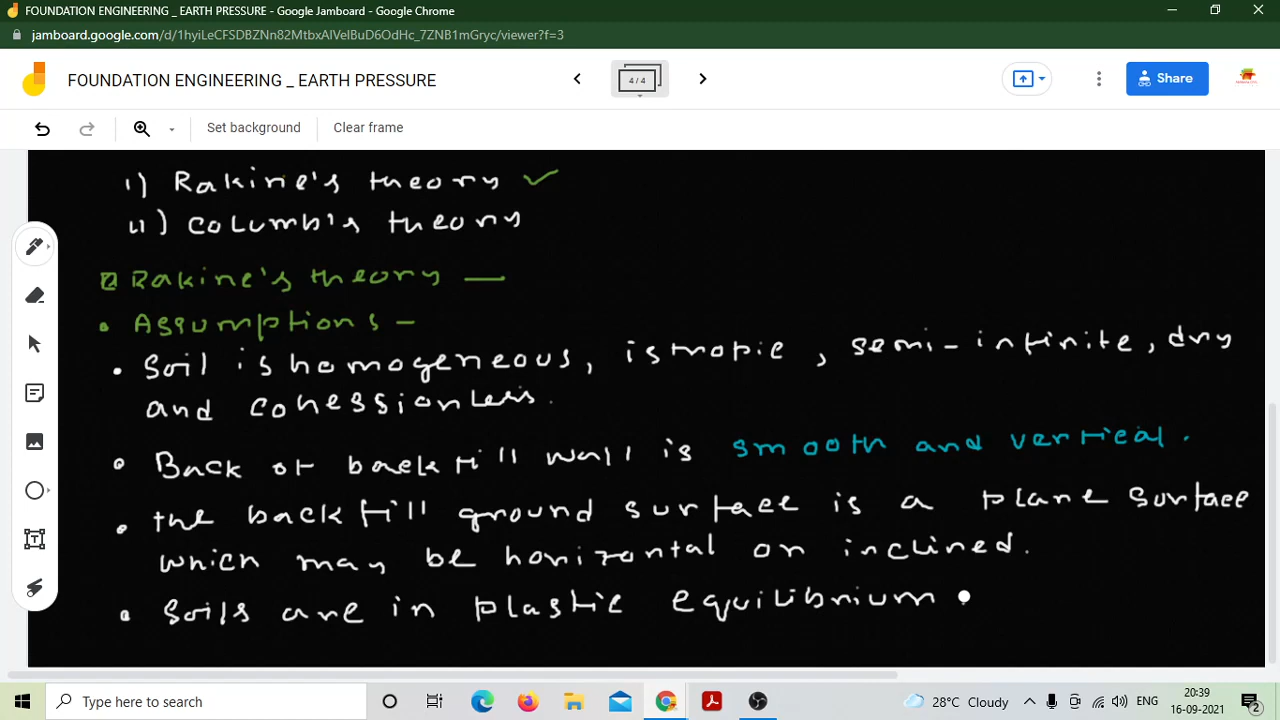 FOUNDATION ENGINEERING _ EARTH PRESSURE - Google Jamboard - Google Chrome
jamboard.google.com/d/1hyiLeCFSDBZNn82MtbxAIVelBuD6OdHc_7ZNB1mGryc/viewer?f=3
FOUNDATION ENGINEERING _ EARTH PRESSURE
4 / 4
Share
Set background
Clear frame
i) Rakine's theory ✓
ii) Columb's theory
Rakine's theory —
• Assumptions -
• Soil is homogeneous, istropic, semi-infinite, dry
and cohessionless.
• Back of backfill wall is smooth and vertical.
• the backfill ground surface is a plane surface
which may be horizontal or inclined.
• Soils are in plastic equilibrium
Type here to search
28°C Cloudy
ENG
20:39
16-09-2021
2